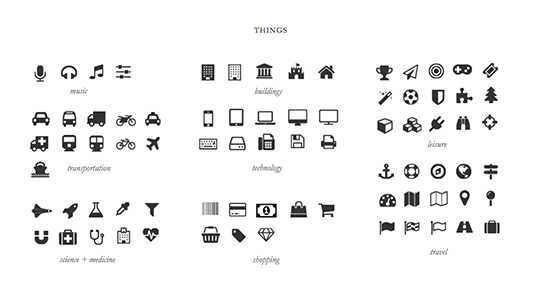 THINGS
music
buildings
leisure
transportation
technology
science + medicine
shopping
travel